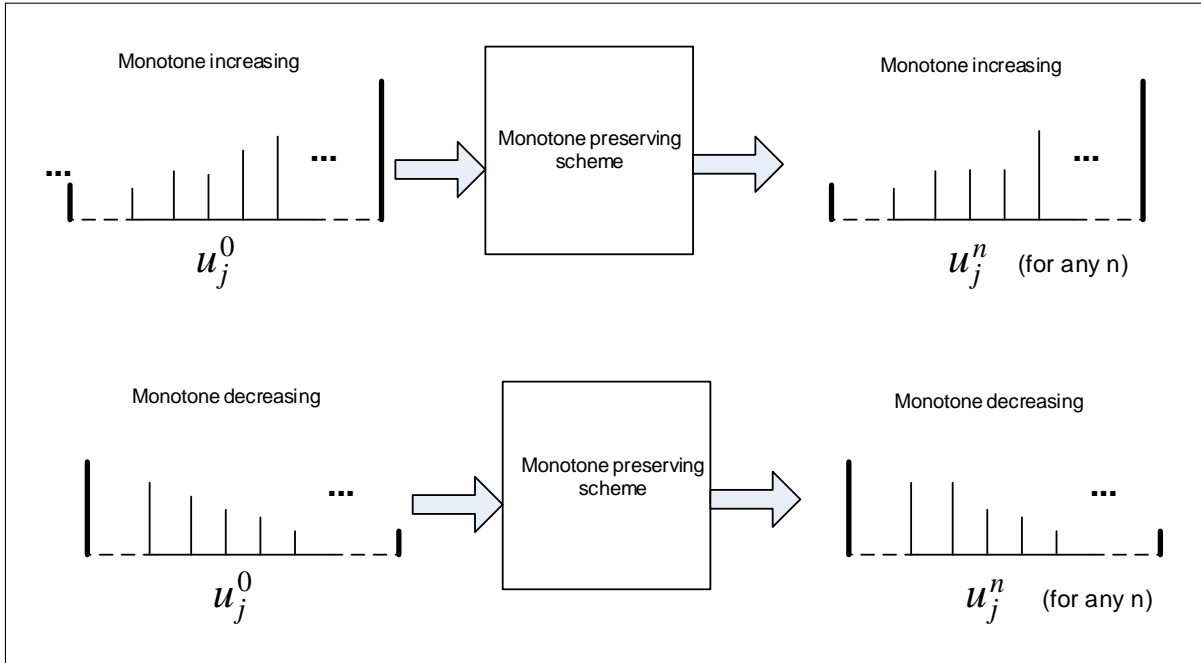 Monotone increasing
Monotone increasing
Monotone preserving
scheme
...
...
...
u_j^0
u_j^n (for any n)
Monotone decreasing
Monotone decreasing
Monotone preserving
scheme
...
...
u_j^0
u_j^n (for any n)